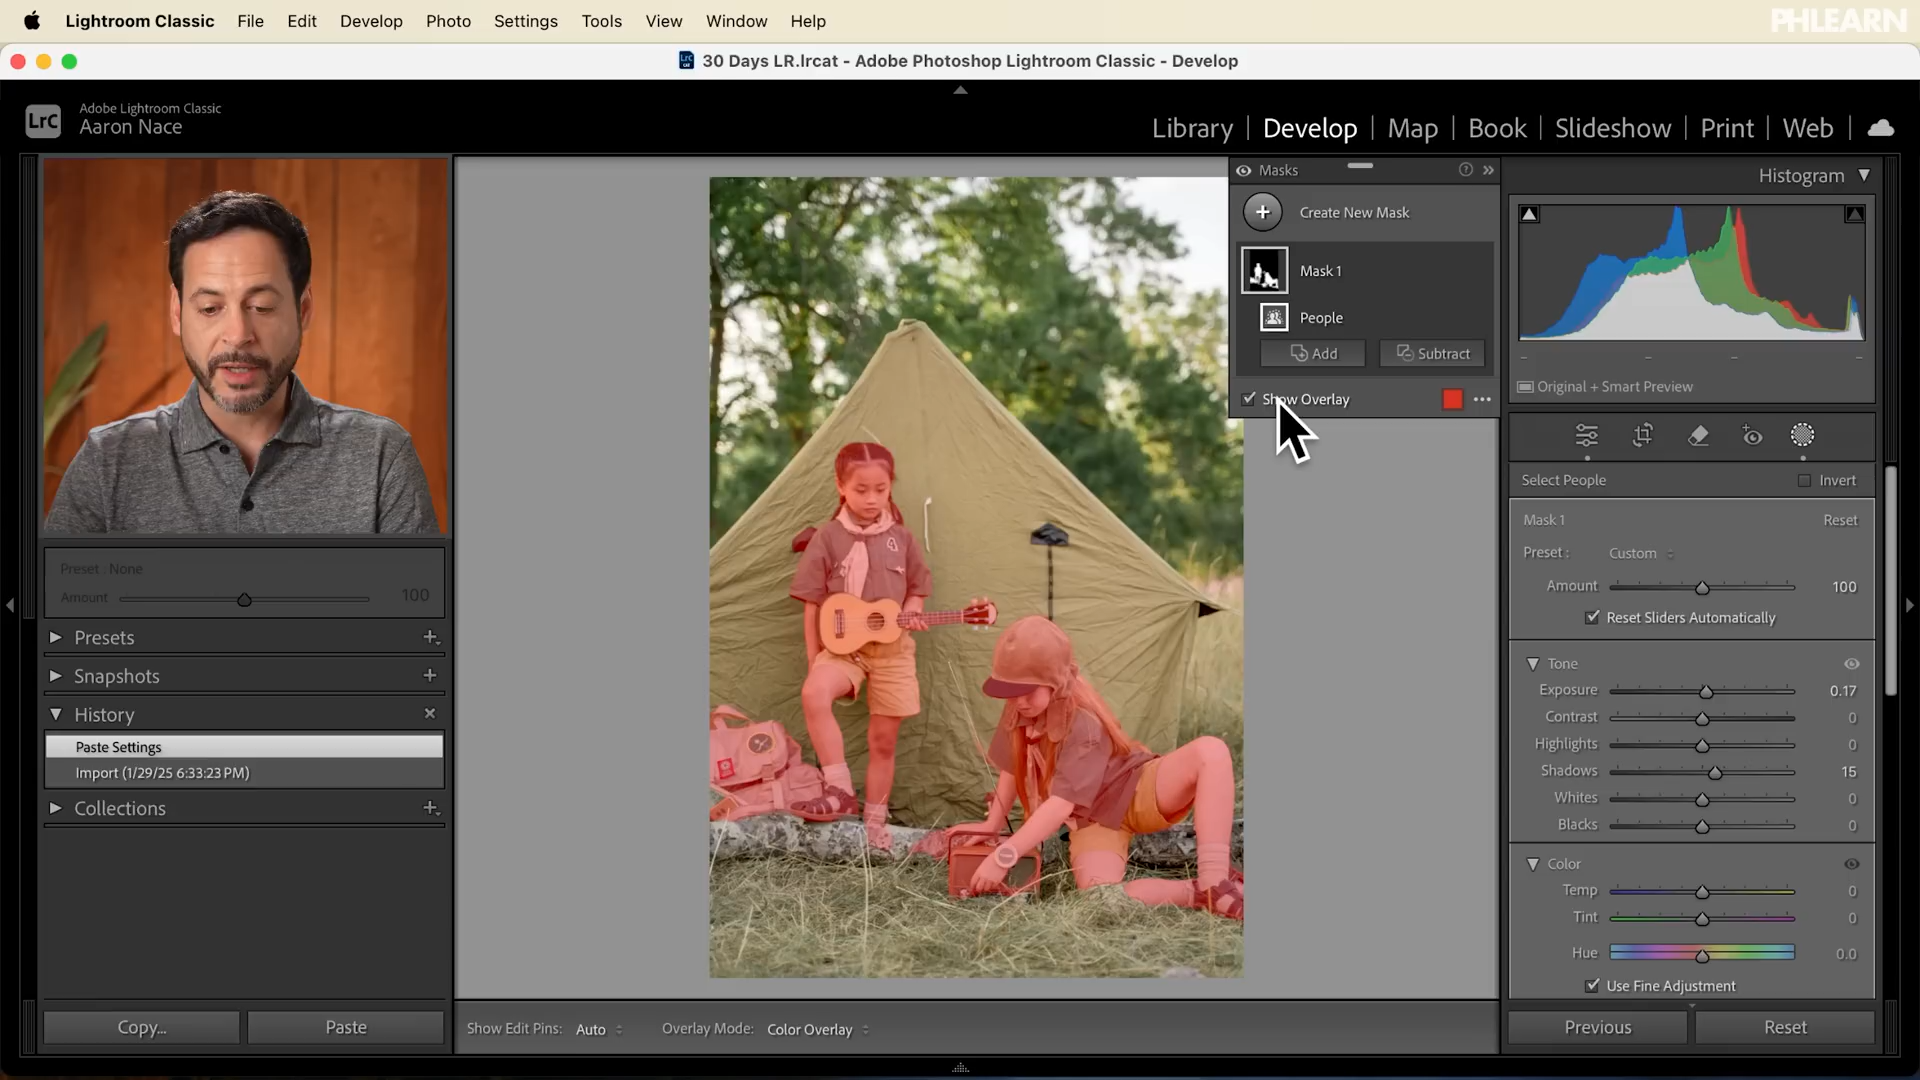 Lightroom Classic File Edit Develop Photo Settings Tools View Window Help
PHLEARN
30 Days LR.lrcat - Adobe Photoshop Lightroom Classic - Develop
LrC
Adobe Lightroom Classic
Aaron Nace
Library | Develop | Map | Book | Slideshow | Print | Web
Masks
Create New Mask
Mask 1
People
Add Subtract
Show Overlay
Histogram
Original + Smart Preview
Select People Invert
Mask 1 Reset
Preset : Custom
Amount 100
Reset Sliders Automatically
Tone
Exposure 0.17
Contrast 0
Highlights 0
Shadows 15
Whites 0
Blacks 0
Color
Temp 0
Tint 0
Hue 0.0
Use Fine Adjustment
Previous Reset
Preset : None
Amount 100
Presets
Snapshots
History
Paste Settings
Import (1/29/25 6:33:23 PM)
Collections
Copy... Paste
Show Edit Pins: Auto Overlay Mode: Color Overlay